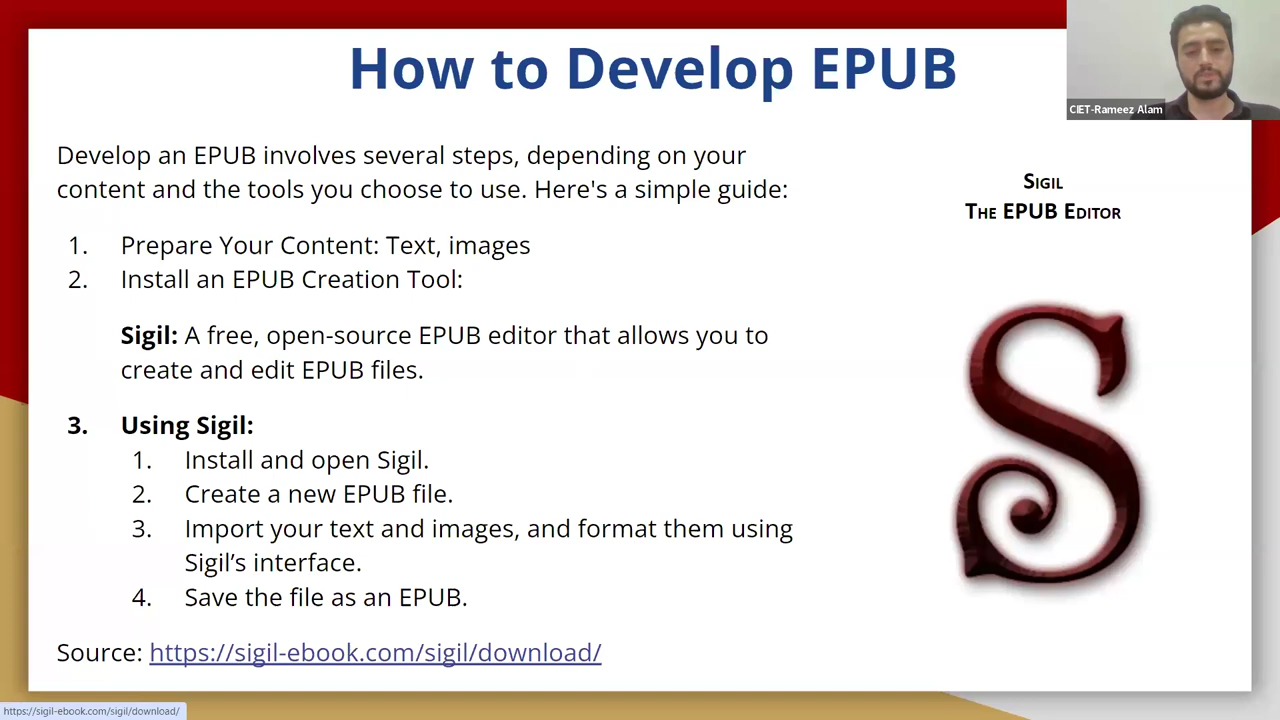 How to Develop EPUB
CIET-Rameez Alam
Develop an EPUB involves several steps, depending on your
content and the tools you choose to use. Here's a simple guide:
1. Prepare Your Content: Text, images
2. Install an EPUB Creation Tool:
Sigil: A free, open-source EPUB editor that allows you to
create and edit EPUB files.
3. Using Sigil:
1. Install and open Sigil.
2. Create a new EPUB file.
3. Import your text and images, and format them using
Sigil’s interface.
4. Save the file as an EPUB.
Source: https://sigil-ebook.com/sigil/download/
Sigil
The EPUB Editor
S
https://sigil-ebook.com/sigil/download/